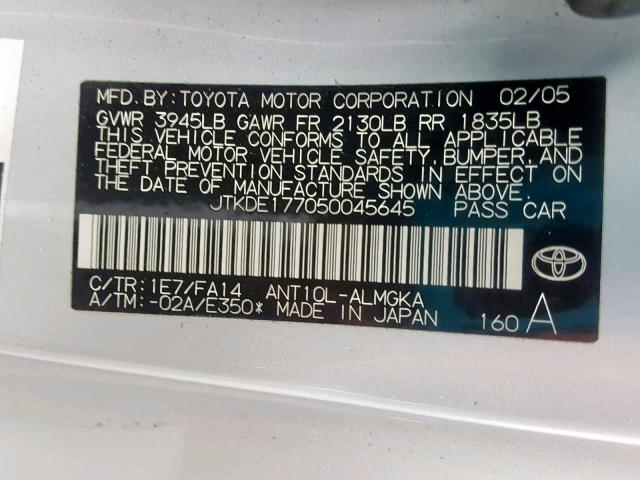 MFD.BY:TOYOTA MOTOR CORPORATION 02/05
GVWR 3945LB GAWR FR 2130LB RR 1835LB
THIS VEHICLE CONFORMS TO ALL APPLICABLE
FEDERAL MOTOR VEHICLE SAFETY,BUMPER,AND
THEFT PREVENTION STANDARDS IN EFFECT ON
THE DATE OF MANUFACTURE SHOWN ABOVE.
JTKDE177050045645 PASS CAR
C/TR:1E7/FA14 ANT10L-ALMGKA
A/TM:-02A/E350* MADE IN JAPAN 160 A